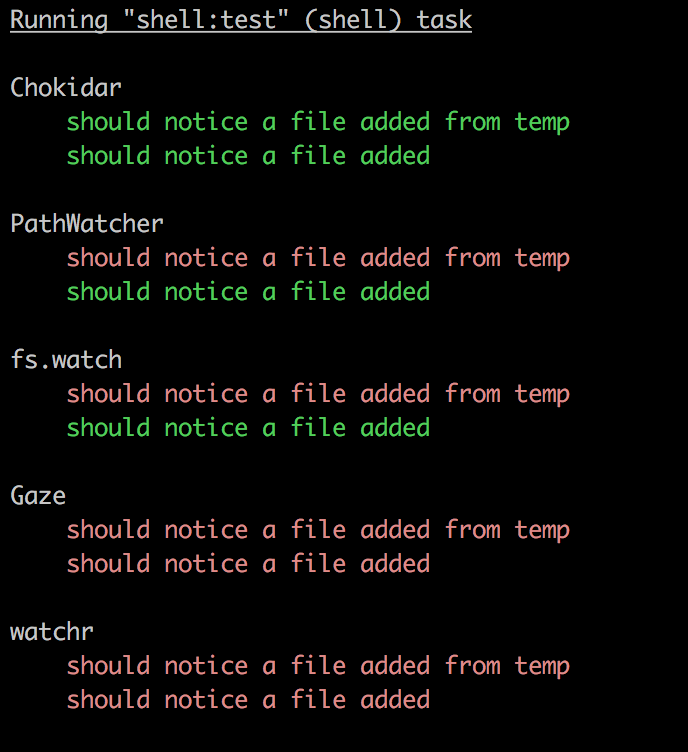 Running "shell:test" (shell) task
Chokidar
should notice a file added from temp
should notice a file added
PathWatcher
should notice a file added from temp
should notice a file added
fs.watch
should notice a file added from temp
should notice a file added
Gaze
should notice a file added from temp
should notice a file added
watchr
should notice a file added from temp
should notice a file added